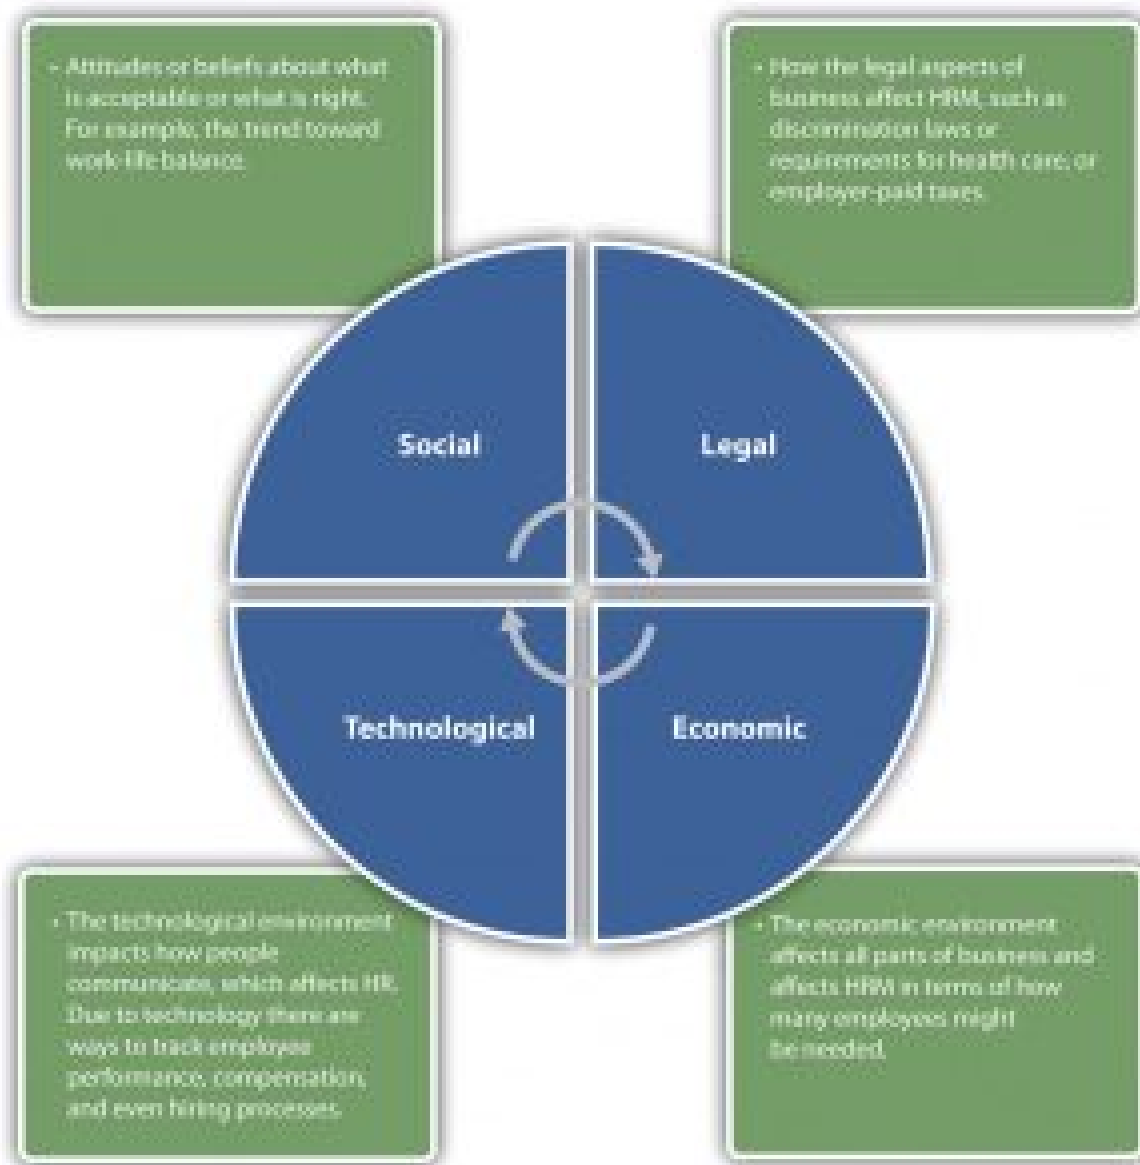 • Attitudes or beliefs about what
is acceptable or what is right.
For example, the trend toward
work-life balance.
• How the legal aspects of
business affect HRM, such as
discrimination laws or
requirements for health care, or
employer-paid taxes.
Social
Legal
Technological
Economic
• The technological environment
impacts how people
communicate, which affects HR.
Due to technology there are
ways to track employee
performance, compensation,
and even hiring processes.
• The economic environment
affects all parts of business and
affects HRM in terms of how
many employees might
be needed.